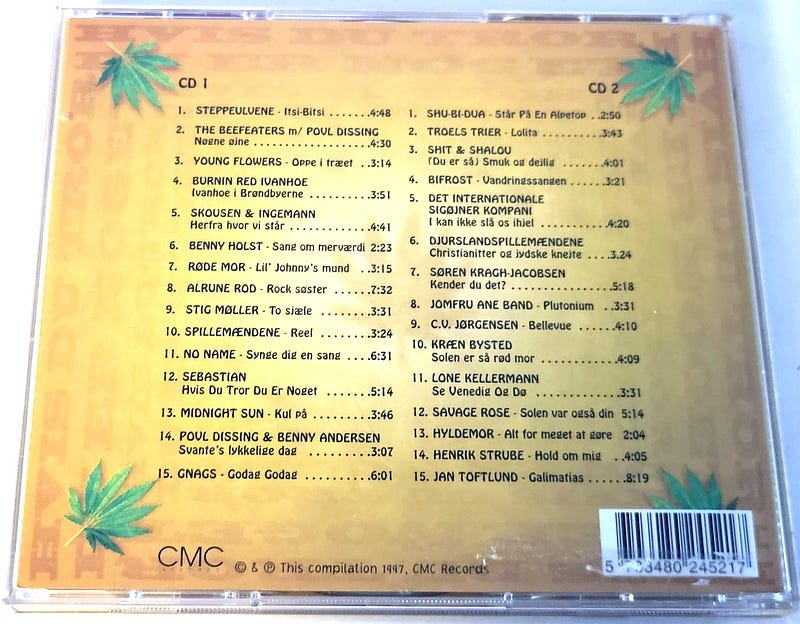 CD 1
1. STEPPEULVENE - Itsi-Bitsi .......4:48
2. THE BEEFEATERS m/ POUL DISSING
Nøgne øjne ....................4:30
3. YOUNG FLOWERS - Oppe i træet ..3:14
4. BURNIN RED IVANHOE
Ivanhoe i Brøndbyerne ..........3:51
5. SKOUSEN & INGEMANN
Herfra hvor vi står .............4:41
6. BENNY HOLST - Sang om merværdi 2:23
7. RØDE MOR - Lil' Johnny's mund ..3:15
8. ALRUNE ROD - Rock søster ......7:32
9. STIG MØLLER - To sjæle .........3:31
10. SPILLEMÆNDENE - Reel .........3:24
11. NO NAME - Synge dig en sang ...6:31
12. SEBASTIAN
Hvis Du Tror Du Er Noget .......5:14
13. MIDNIGHT SUN - Kul på .........3:46
14. POUL DISSING & BENNY ANDERSEN
Svante's lykkelige dag .........3:07
15. GNAGS - Godag Godag ..........6:01
CD 2
1. SHU-BI-DUA - Står På En Alpetop ..2:50
2. TROELS TRIER - Lolita ..........3:43
3. SHIT & SHALOU
(Du er så) Smuk og dejlig .......4:01
4. BIFROST - Vandringssangen ......3:21
5. DET INTERNATIONALE
SIGØJNER KOMPANI
I kan ikke slå os ihjel ...........4:20
6. DJURSLANDSPILLEMÆNDENE
Christianitter og jydske knejte ....3.24
7. SØREN KRAGH-JACOBSEN
Kender du det? ................5:18
8. JOMFRU ANE BAND - Plutonium ..3:31
9. C.V. JØRGENSEN - Bellevue ......4:10
10. KRÆN BYSTED
Solen er så rød mor ............4:09
11. LONE KELLERMANN
Se Venedig Og Dø .............3:31
12. SAVAGE ROSE - Solen var også din 5:14
13. HYLDEMOR - Alt for meget at gøre 2:04
14. HENRIK STRUBE - Hold om mig ..4:05
15. JAN TOFTLUND - Galimatias ......8:19
CMC
© & ℗ This compilation 1997, CMC Records
5 703480 245217